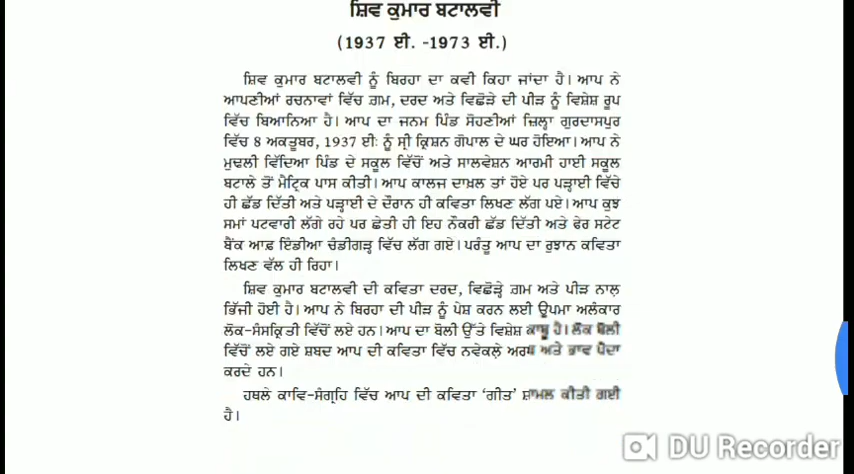 ਸ਼ਿਵ ਕੁਮਾਰ ਬਟਾਲਵੀ
(1937 ਈ. -1973 ਈ.)
ਸ਼ਿਵ ਕੁਮਾਰ ਬਟਾਲਵੀ ਨੂੰ ਬਿਰਹਾ ਦਾ ਕਵੀ ਕਿਹਾ ਜਾਂਦਾ ਹੈ। ਆਪ ਨੇ
ਆਪਣੀਆਂ ਰਚਨਾਵਾਂ ਵਿੱਚ ਗ਼ਮ, ਦਰਦ ਅਤੇ ਵਿਛੋੜੇ ਦੀ ਪੀੜ ਨੂੰ ਵਿਸ਼ੇਸ਼ ਰੂਪ
ਵਿੱਚ ਬਿਆਨਿਆ ਹੈ। ਆਪ ਦਾ ਜਨਮ ਪਿੰਡ ਸੋਹਣੀਆਂ ਜ਼ਿਲ੍ਹਾ ਗੁਰਦਾਸਪੁਰ
ਵਿੱਚ 8 ਅਕਤੂਬਰ, 1937 ਈਃ ਨੂੰ ਸ੍ਰੀ ਕ੍ਰਿਸ਼ਨ ਗੋਪਾਲ ਦੇ ਘਰ ਹੋਇਆ। ਆਪ ਨੇ
ਮੁਢਲੀ ਵਿੱਦਿਆ ਪਿੰਡ ਦੇ ਸਕੂਲ ਵਿੱਚੋਂ ਅਤੇ ਸਾਲਵੇਸ਼ਨ ਆਰਮੀ ਹਾਈ ਸਕੂਲ
ਬਟਾਲੇ ਤੋਂ ਮੈਟ੍ਰਿਕ ਪਾਸ ਕੀਤੀ। ਆਪ ਕਾਲਜ ਦਾਖ਼ਲ ਤਾਂ ਹੋਏ ਪਰ ਪੜ੍ਹਾਈ ਵਿੱਚੇ
ਹੀ ਛੱਡ ਦਿੱਤੀ ਅਤੇ ਪੜ੍ਹਾਈ ਦੇ ਦੌਰਾਨ ਹੀ ਕਵਿਤਾ ਲਿਖਣ ਲੱਗ ਪਏ। ਆਪ ਕੁਝ
ਸਮਾਂ ਪਟਵਾਰੀ ਲੱਗੇ ਰਹੇ ਪਰ ਛੇਤੀ ਹੀ ਇਹ ਨੌਕਰੀ ਛੱਡ ਦਿੱਤੀ ਅਤੇ ਫੇਰ ਸਟੇਟ
ਬੈਂਕ ਆਫ਼ ਇੰਡੀਆ ਚੰਡੀਗੜ੍ਹ ਵਿੱਚ ਲੱਗ ਗਏ। ਪਰੰਤੂ ਆਪ ਦਾ ਰੁਝਾਨ ਕਵਿਤਾ
ਲਿਖਣ ਵੱਲ ਹੀ ਰਿਹਾ।
ਸ਼ਿਵ ਕੁਮਾਰ ਬਟਾਲਵੀ ਦੀ ਕਵਿਤਾ ਦਰਦ, ਵਿਛੋੜ੍ਹੇ ਗ਼ਮ ਅਤੇ ਪੀੜ ਨਾਲ਼
ਭਿੱਜੀ ਹੋਈ ਹੈ। ਆਪ ਨੇ ਬਿਰਹਾ ਦੀ ਪੀੜ ਨੂੰ ਪੇਸ਼ ਕਰਨ ਲਈ ਉਪਮਾ ਅਲੰਕਾਰ
ਲੋਕ-ਸੰਸਕ੍ਰਿਤੀ ਵਿੱਚੋਂ ਲਏ ਹਨ। ਆਪ ਦਾ ਬੋਲੀ ਉੱਤੇ ਵਿਸ਼ੇਸ਼ ਕਾਬੂ ਹੈ। ਲੋਕ ਬੋਲੀ
ਵਿੱਚੋਂ ਲਏ ਗਏ ਸ਼ਬਦ ਆਪ ਦੀ ਕਵਿਤਾ ਵਿੱਚ ਨਵੇਕਲੇ ਅਰਥ ਅਤੇ ਭਾਵ ਪੈਦਾ
ਕਰਦੇ ਹਨ।
ਹਥਲੇ ਕਾਵਿ-ਸੰਗ੍ਰਹਿ ਵਿੱਚ ਆਪ ਦੀ ਕਵਿਤਾ 'ਗੀਤ' ਸ਼ਾਮਲ ਕੀਤੀ ਗਈ
ਹੈ।
DU Recorder